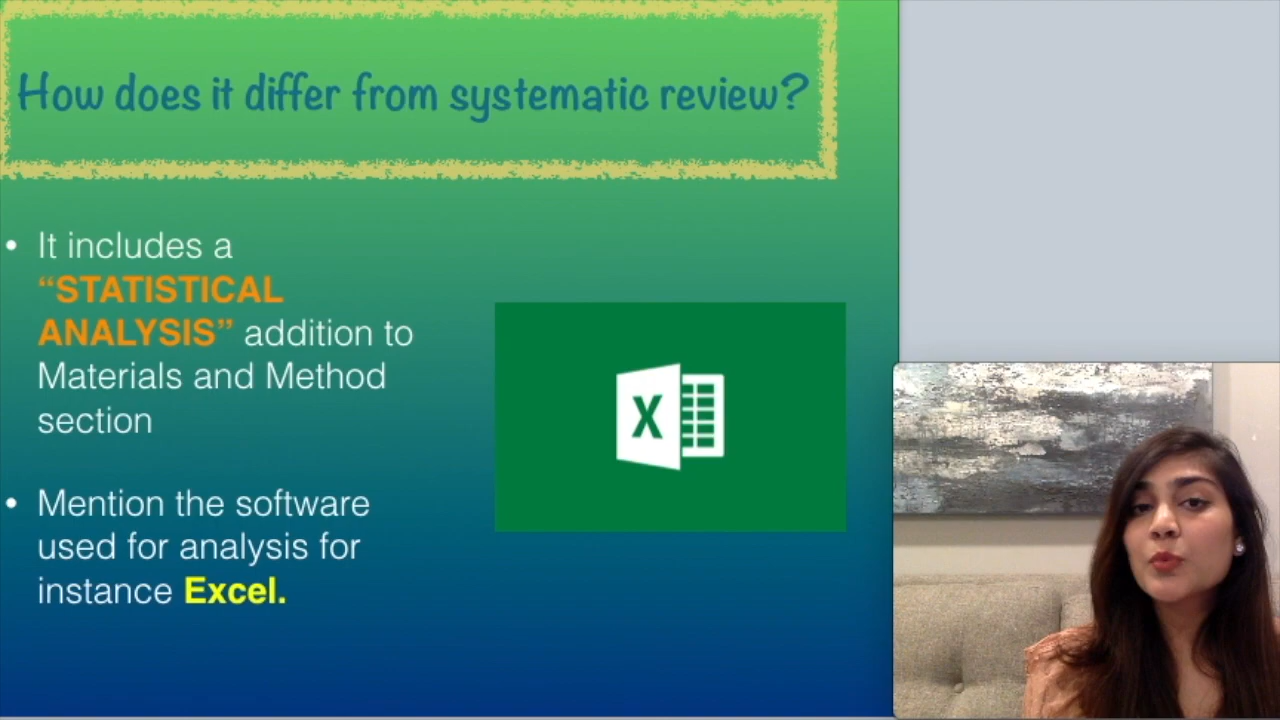 How does it differ from systematic review?
• It includes a
“STATISTICAL
ANALYSIS” addition to
Materials and Method
section
• Mention the software
used for analysis for
instance Excel.
X